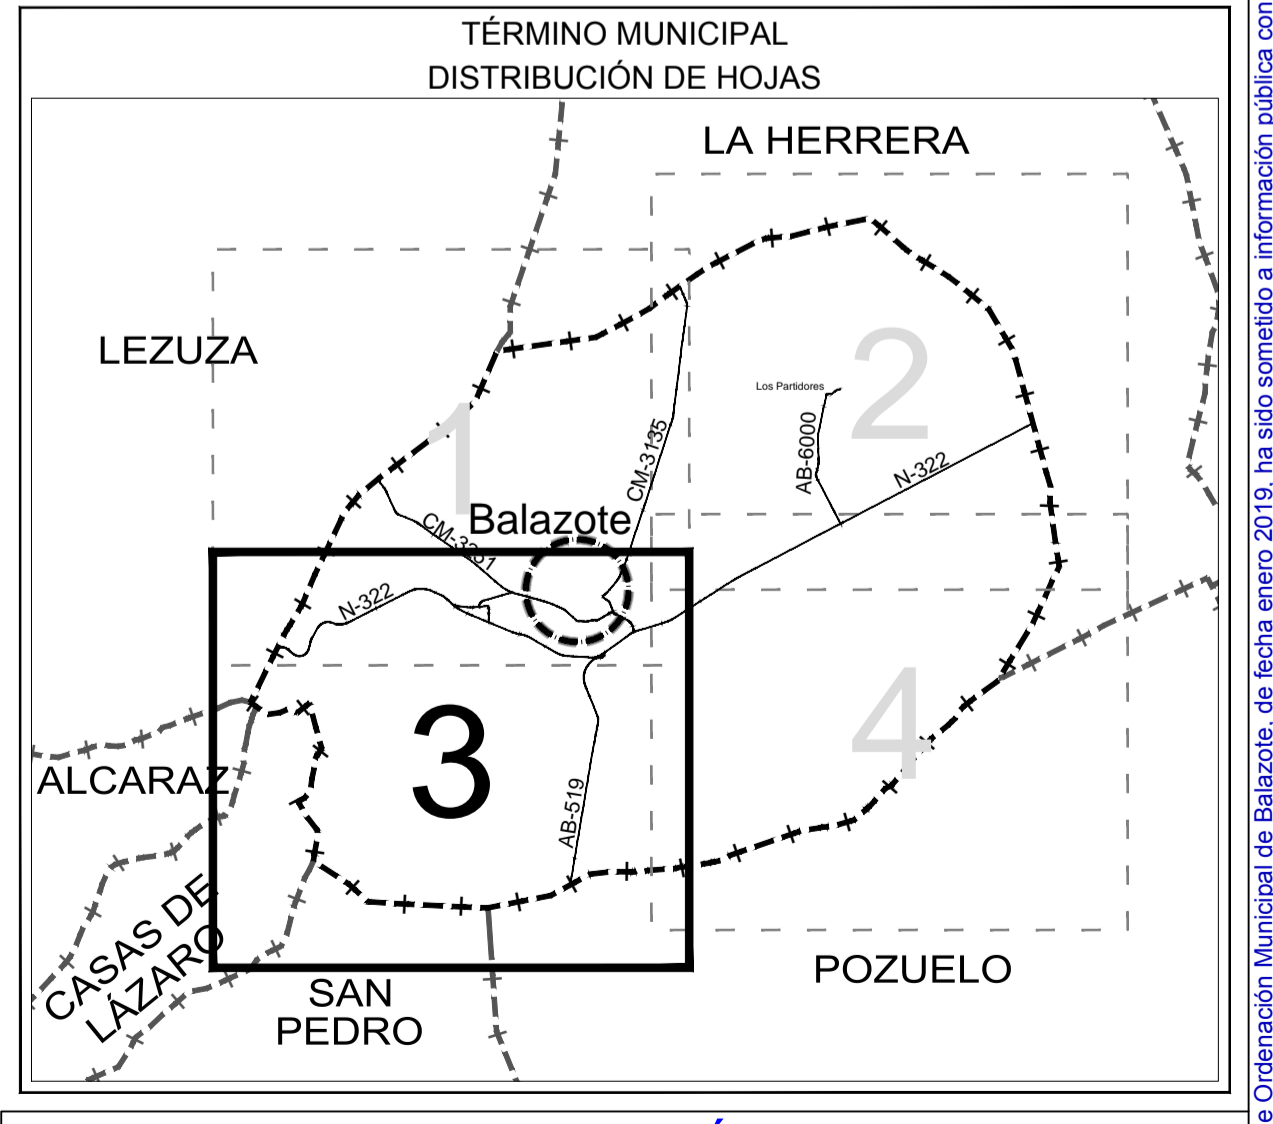 TÉRMINO MUNICIPAL
DISTRIBUCIÓN DE HOJAS
LA HERRERA
LEZUZA
1
2
Los Partidores
AB-6000
CM-3135
N-322
Balazote
CM-3251
N-322
3
4
AB-519
ALCARAZ
CASAS DE
LÁZARO
SAN
PEDRO
POZUELO
e Ordenación Municipal de Balazote, de fecha enero 2019, ha sido sometido a información pública con